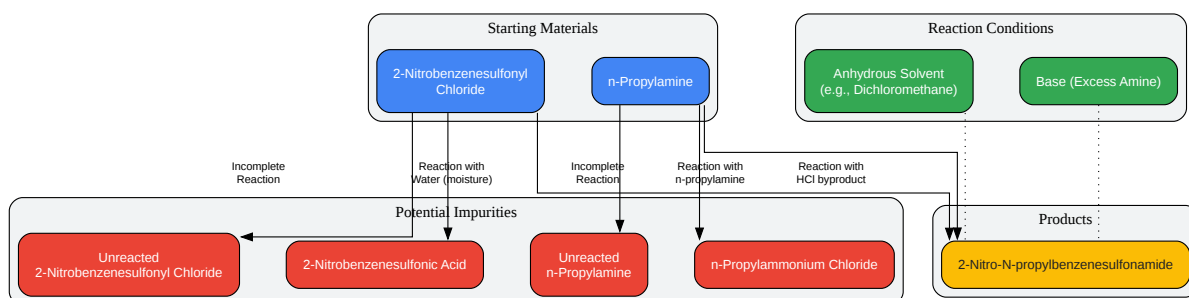 Starting Materials
Reaction Conditions
2-Nitrobenzenesulfonyl
Chloride
n-Propylamine
Anhydrous Solvent
(e.g., Dichloromethane)
Base (Excess Amine)
Incomplete
Reaction
Reaction with
Water (moisture)
Incomplete
Reaction
Reaction with
n-propylamine
Reaction with
HCl byproduct
Potential Impurities
Products
Unreacted
2-Nitrobenzenesulfonyl Chloride
2-Nitrobenzenesulfonic Acid
Unreacted
n-Propylamine
n-Propylammonium Chloride
2-Nitro-N-propylbenzenesulfonamide